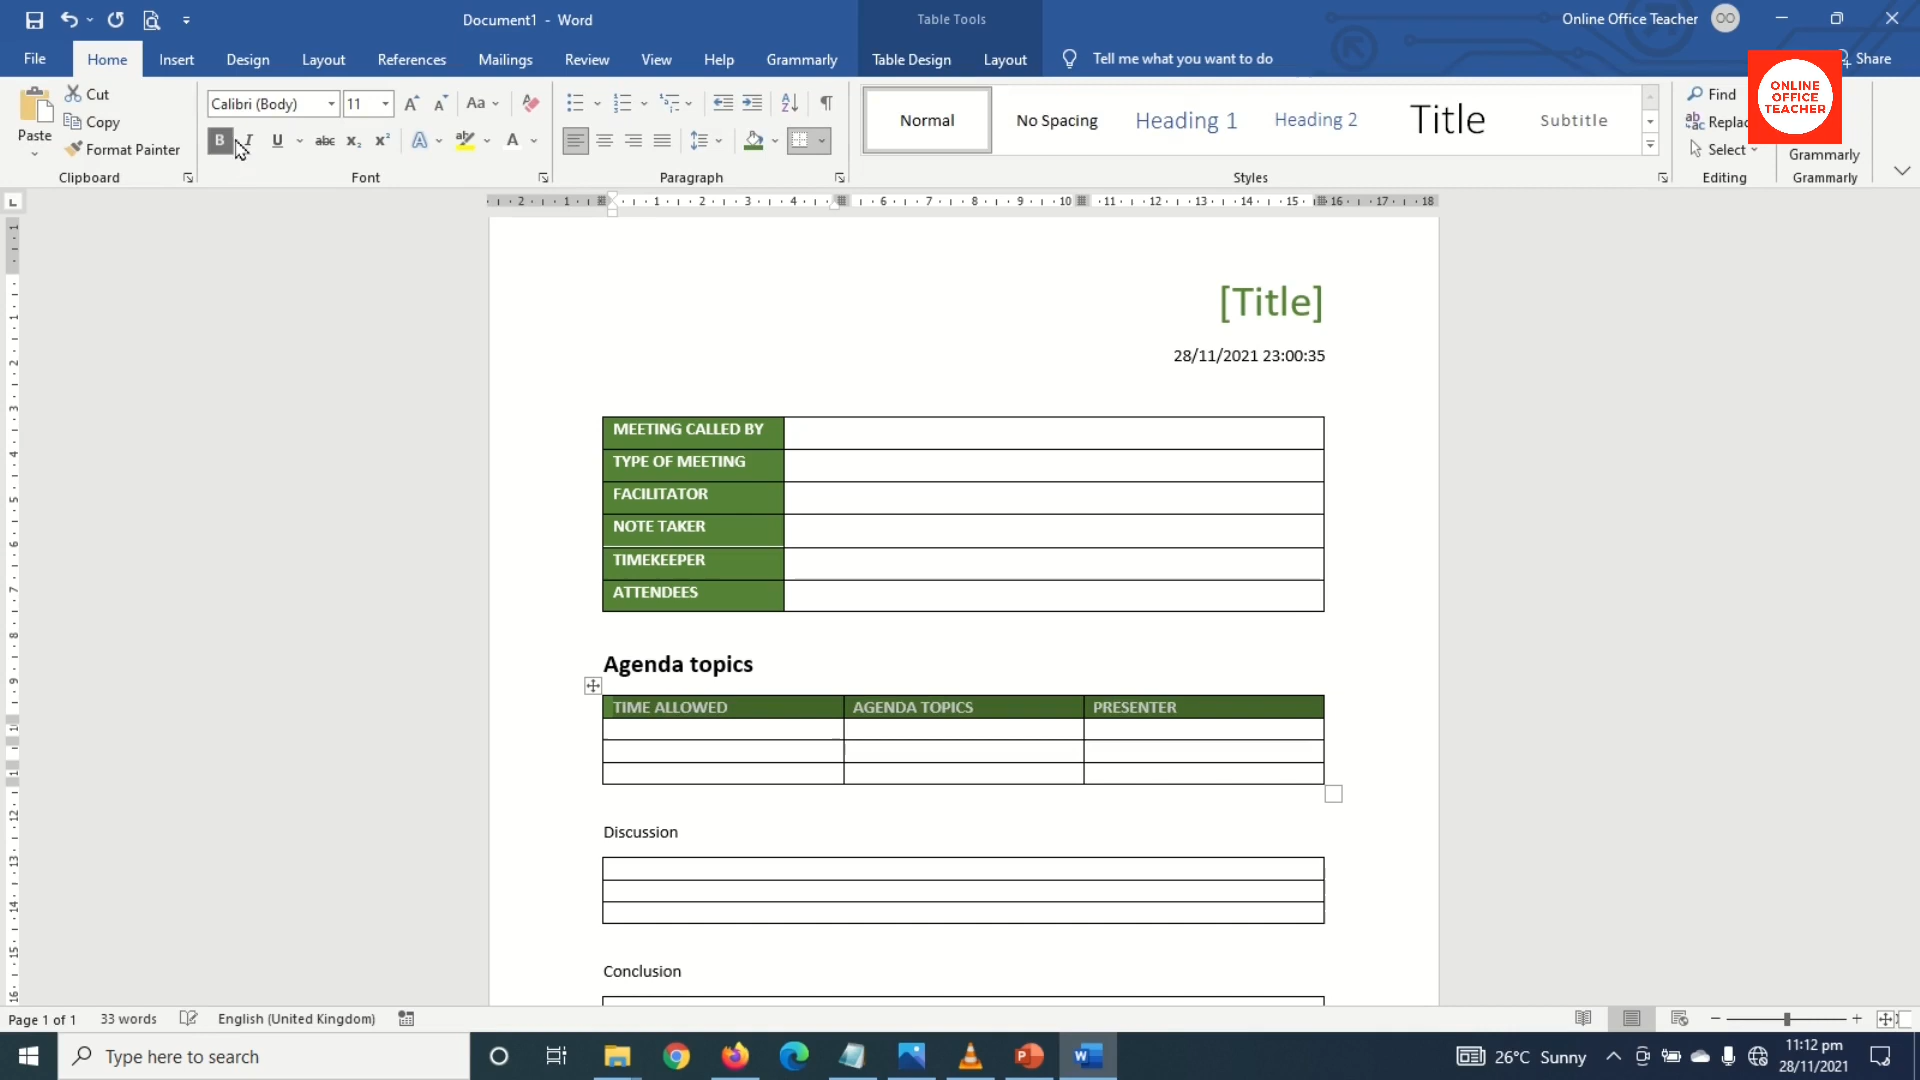 Document1 - Word
Table Tools
Online Office Teacher
OO
File
Home
Insert
Design
Layout
References
Mailings
Review
View
Help
Grammarly
Table Design
Layout
Tell me what you want to do
Share
ONLINE
OFFICE
TEACHER
Paste
Cut
Copy
Format Painter
Clipboard
Calibri (Body)
11
Font
Paragraph
Normal
No Spacing
Heading 1
Heading 2
Title
Subtitle
Styles
Find
Replac
Select
Editing
Grammarly
Grammarly
[Title]
28/11/2021 23:00:35
MEETING CALLED BY
TYPE OF MEETING
FACILITATOR
NOTE TAKER
TIMEKEEPER
ATTENDEES
Agenda topics
TIME ALLOWED AGENDA TOPICS PRESENTER
Discussion
Conclusion
Page 1 of 1
33 words
English (United Kingdom)
Type here to search
26°C Sunny
11:12 pm
28/11/2021